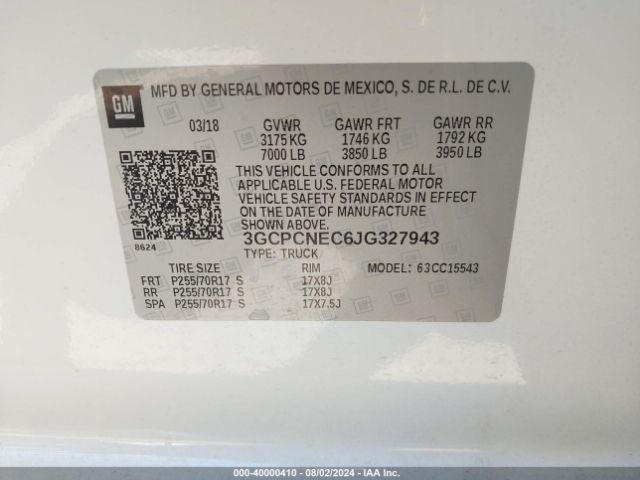 GM
MFD BY GENERAL MOTORS DE MEXICO, S. DE R.L. DE C.V.
03/18 GVWR GAWR FRT GAWR RR
3175 KG 1746 KG 1792 KG
7000 LB 3850 LB 3950 LB
THIS VEHICLE CONFORMS TO ALL
APPLICABLE U.S. FEDERAL MOTOR
VEHICLE SAFETY STANDARDS IN EFFECT
ON THE DATE OF MANUFACTURE
SHOWN ABOVE.
8624
3GCPCNEC6JG327943
TYPE: TRUCK
TIRE SIZE RIM MODEL: 63CC15543
FRT P255/70R17 S 17X8J
RR P255/70R17 S 17X8J
SPA P255/70R17 S 17X7.5J
000-40000410 - 08/02/2024 - IAA Inc.